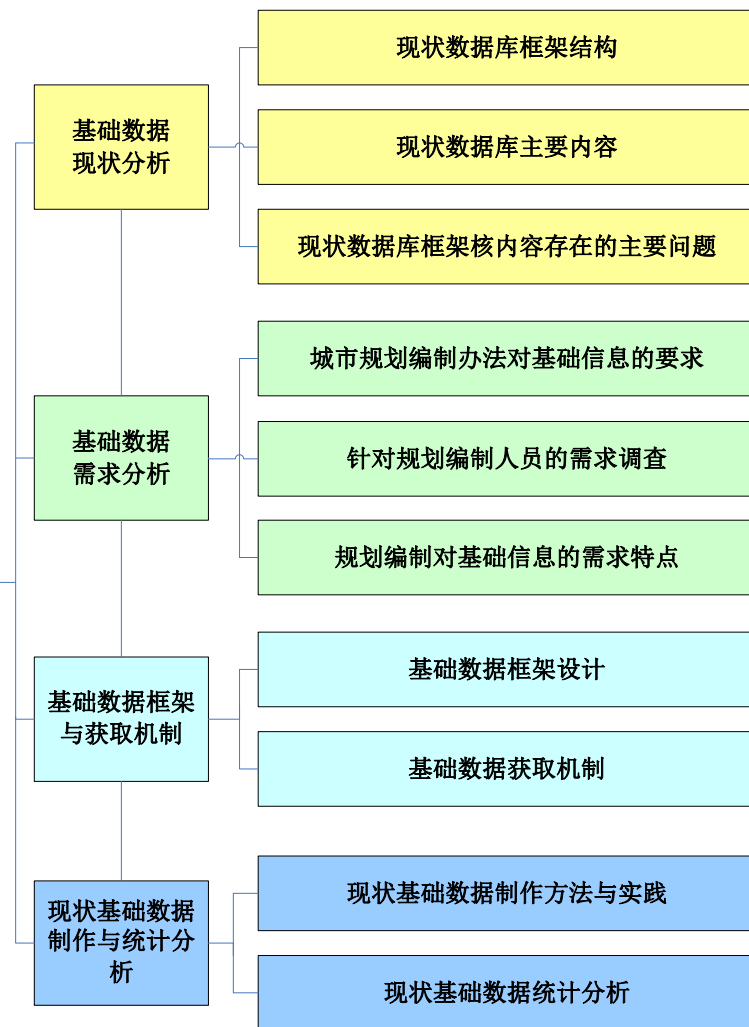 基础数据
现状分析
现状数据库框架结构
现状数据库主要内容
现状数据库框架核内容存在的主要问题
基础数据
需求分析
城市规划编制办法对基础信息的要求
针对规划编制人员的需求调查
规划编制对基础信息的需求特点
基础数据框架
与获取机制
基础数据框架设计
基础数据获取机制
现状基础数据
制作与统计分
析
现状基础数据制作方法与实践
现状基础数据统计分析